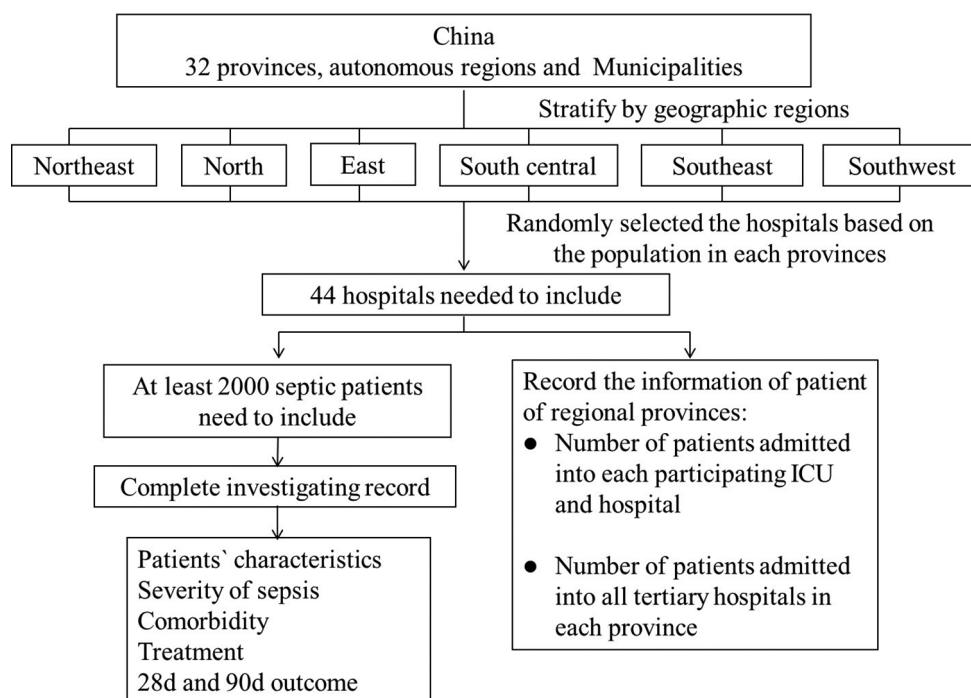 China
32 provinces, autonomous regions and Municipalities
Stratify by geographic regions
Northeast
North
East
South central
Southeast
Southwest
Randomly selected the hospitals based on
the population in each provinces
44 hospitals needed to include
At least 2000 septic patients
need to include
Complete investigating record
Patients` characteristics
Severity of sepsis
Comorbidity
Treatment
28d and 90d outcome
Record the information of patient
of regional provinces:
● Number of patients admitted
into each participating ICU
and hospital
● Number of patients admitted
into all tertiary hospitals in
each province